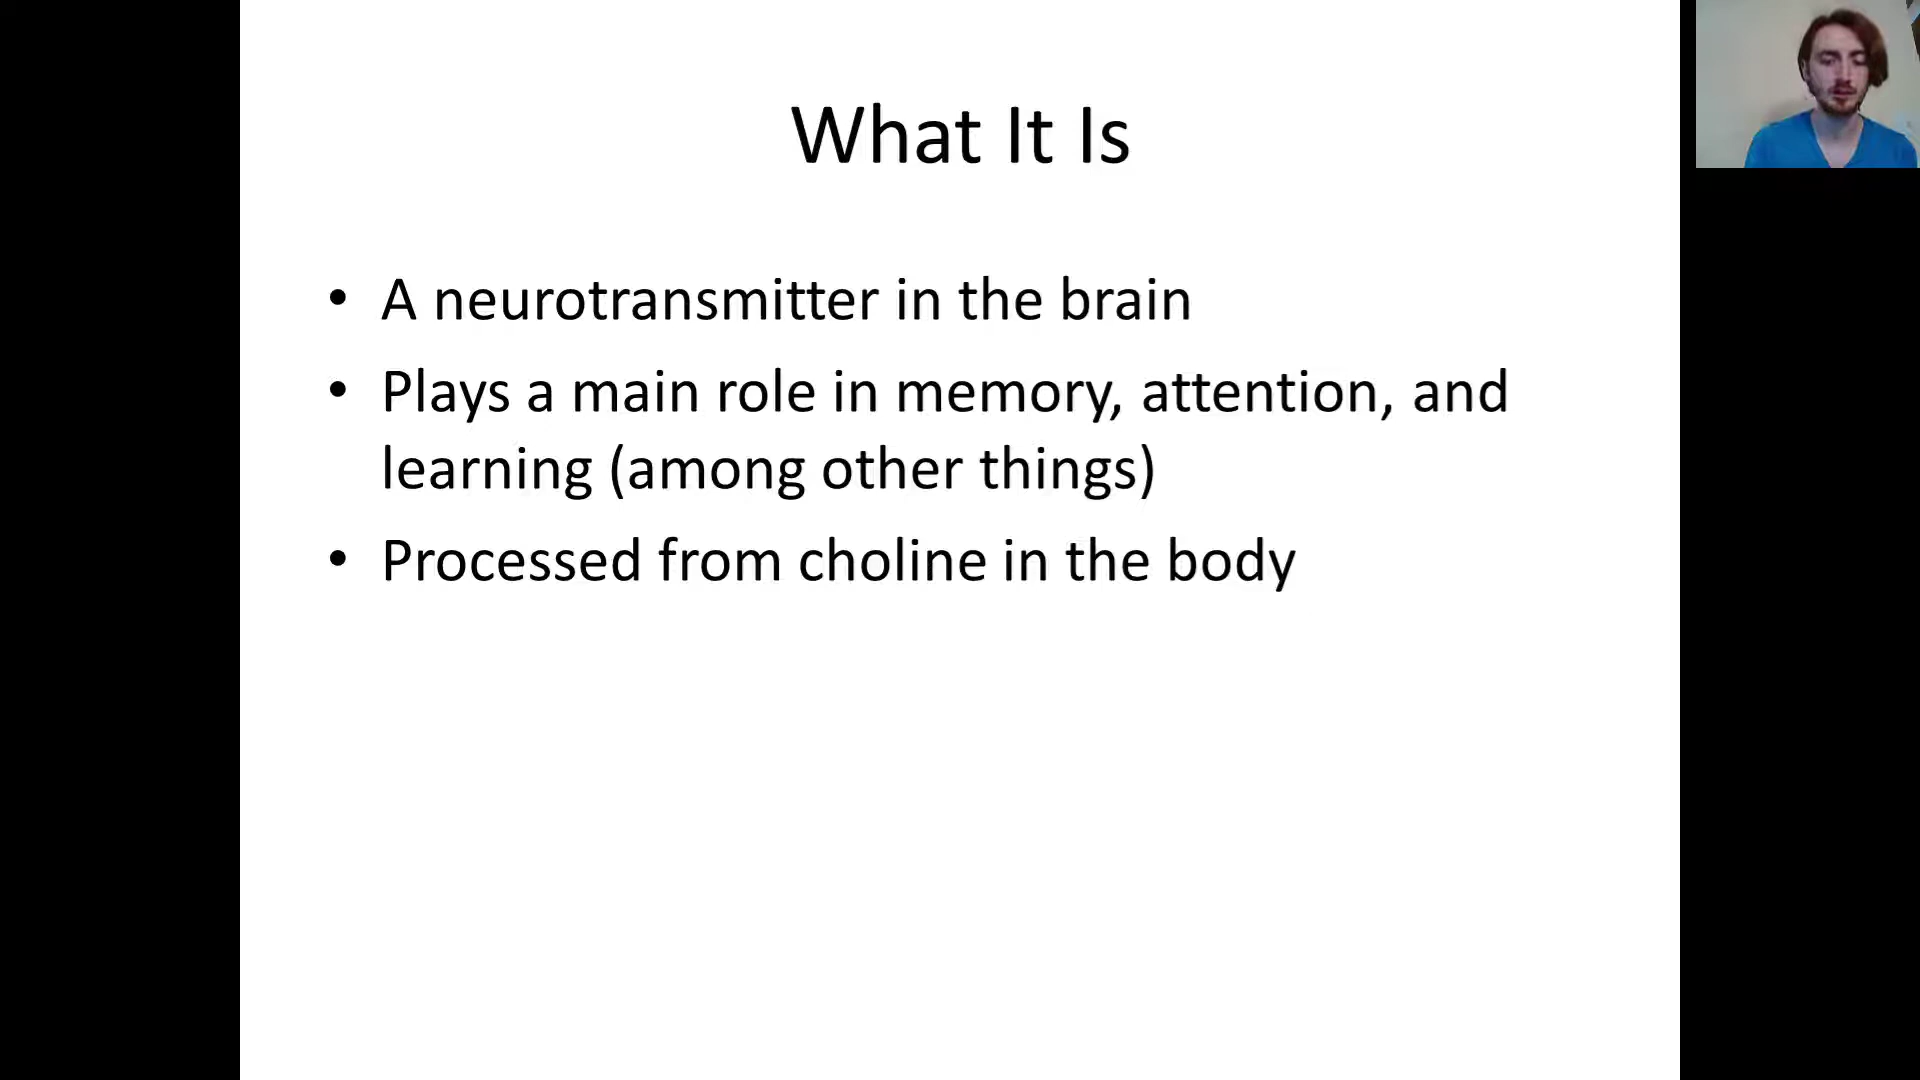 What It Is
• A neurotransmitter in the brain
• Plays a main role in memory, attention, and
learning (among other things)
• Processed from choline in the body